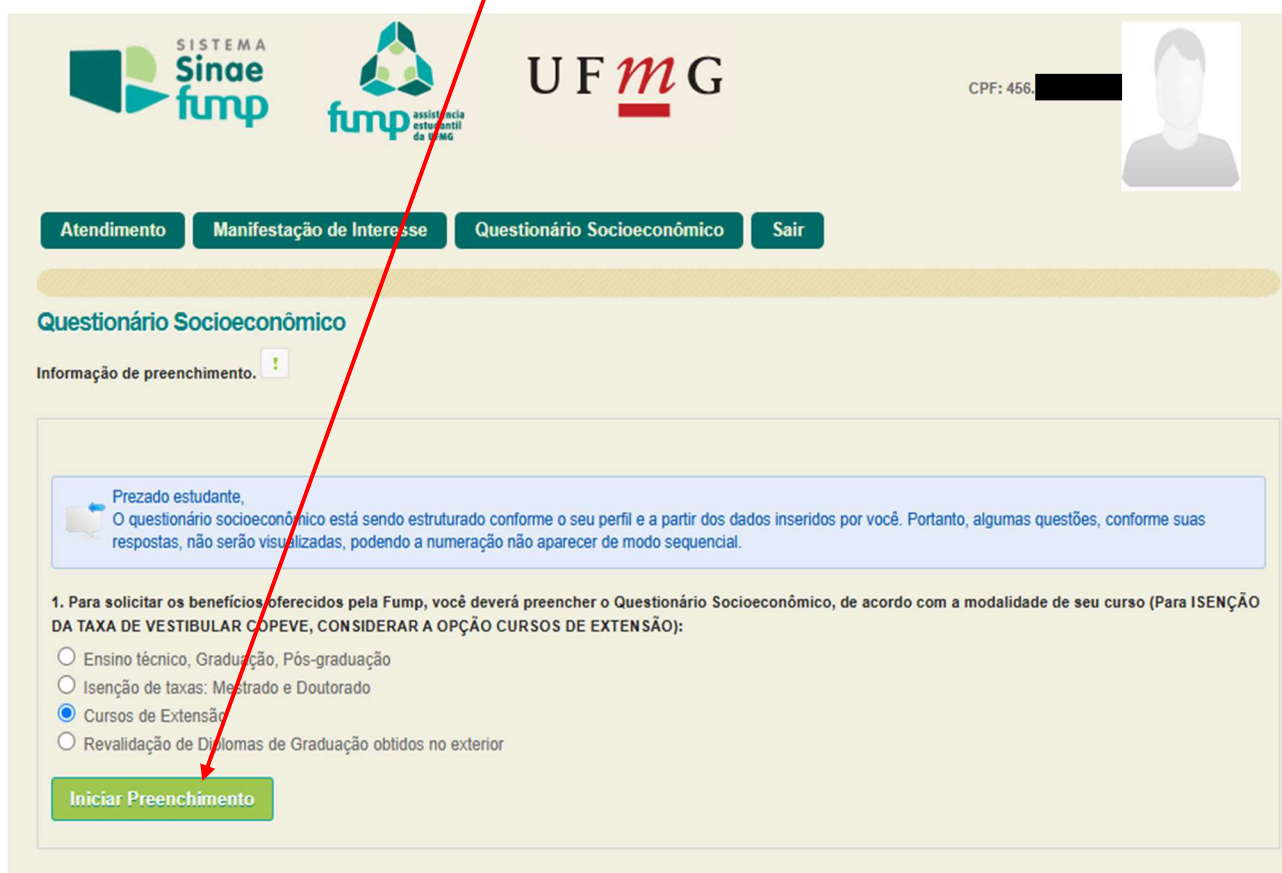 SISTEMA
Sinae
fump
fump assistência
estudantil
da UFMG
UFmG
CPF: 456.
Atendimento Manifestação de Interesse Questionário Socioeconômico Sair
Questionário Socioeconômico
Informação de preenchimento. !
Prezado estudante,
O questionário socioeconômico está sendo estruturado conforme o seu perfil e a partir dos dados inseridos por você. Portanto, algumas questões, conforme suas
respostas, não serão visualizadas, podendo a numeração não aparecer de modo sequencial.
1. Para solicitar os benefícios oferecidos pela Fump, você deverá preencher o Questionário Socioeconômico, de acordo com a modalidade de seu curso (Para ISENÇÃO
DA TAXA DE VESTIBULAR COPEVE, CONSIDERAR A OPÇÃO CURSOS DE EXTENSÃO):
Ensino técnico, Graduação, Pós-graduação
Isenção de taxas: Mestrado e Doutorado
Cursos de Extensão
Revalidação de Diplomas de Graduação obtidos no exterior
Iniciar Preenchimento